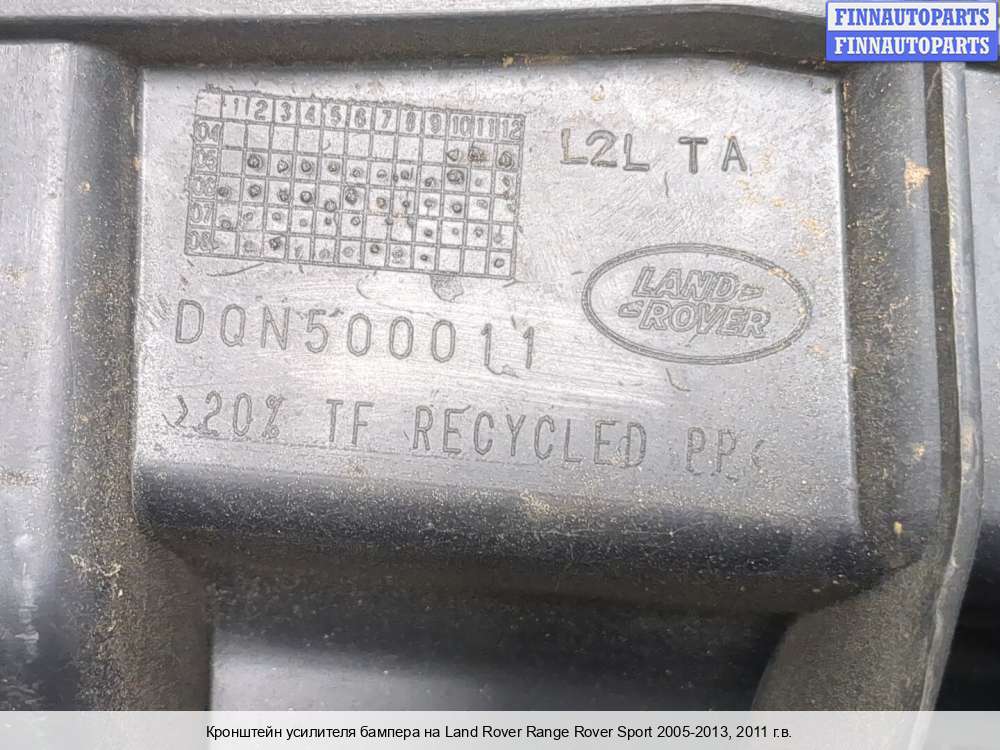 FINNAUTOPARTS
FINNAUTOPARTS
1 2 3 4 5 6 7 8 9 10 11 12
04
05
06
07
08
L2L TA
LAND
ROVER
DQN500011
>20% TF RECYCLED PP<
Кронштейн усилителя бампера на Land Rover Range Rover Sport 2005-2013, 2011 г.в.